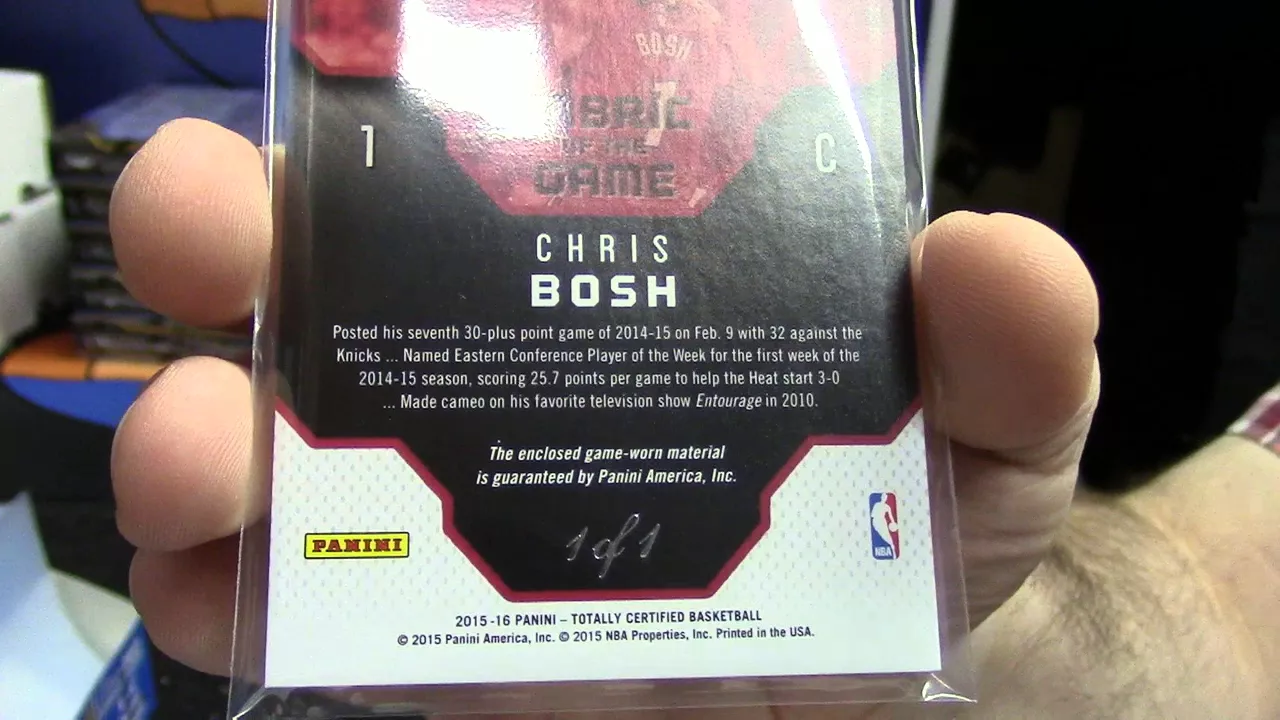 BOSH
1
C
OF THE
GAME
CHRIS
BOSH
Posted his seventh 30-plus point game of 2014-15 on Feb. 9 with 32 against the
Knicks ... Named Eastern Conference Player of the Week for the first week of the
2014-15 season, scoring 25.7 points per game to help the Heat start 3-0
... Made cameo on his favorite television show Entourage in 2010.
The enclosed game-worn material
is guaranteed by Panini America, Inc.
1 of 1
PANINI
NBA
2015-16 PANINI – TOTALLY CERTIFIED BASKETBALL
© 2015 Panini America, Inc. © 2015 NBA Properties, Inc. Printed in the USA.